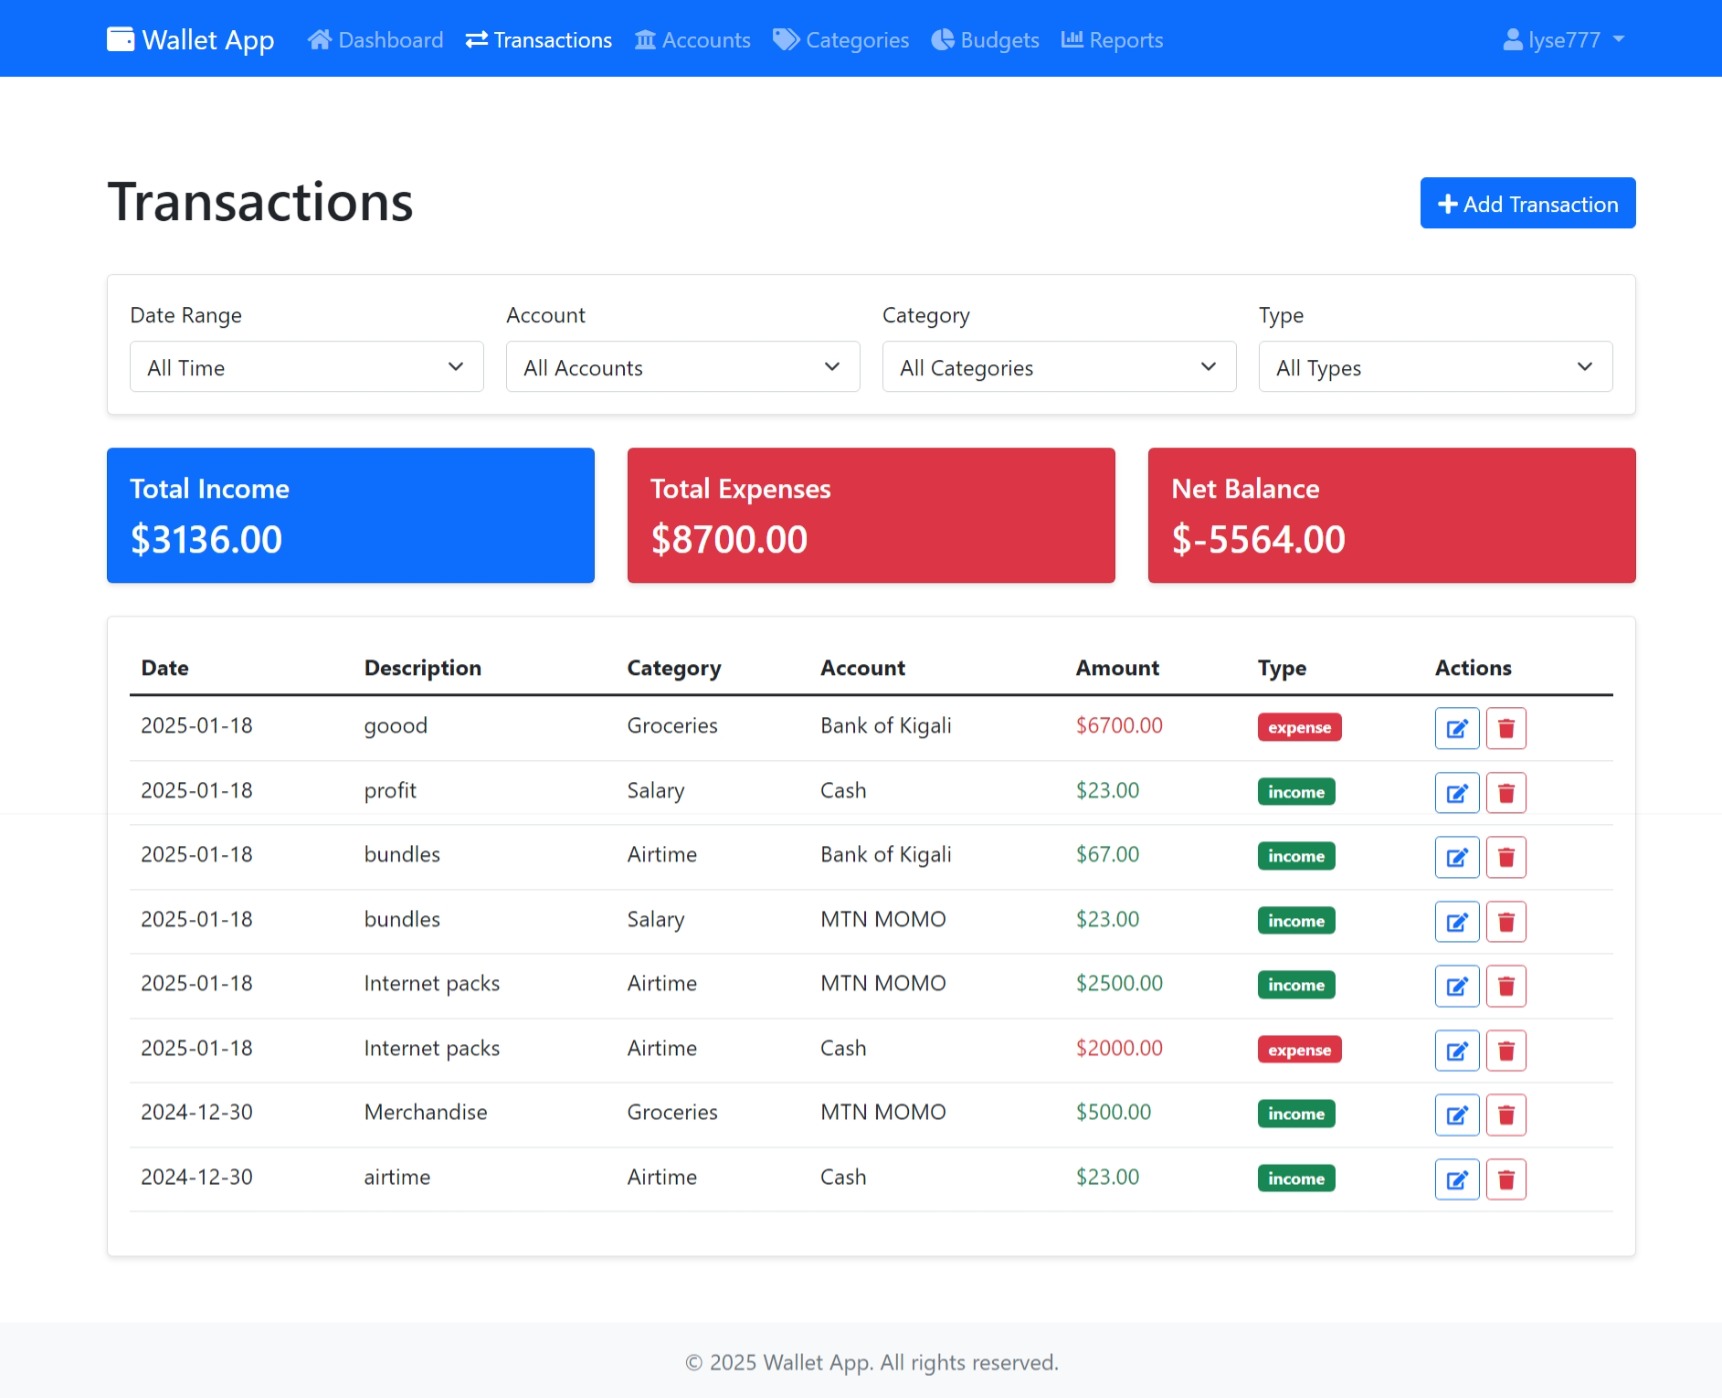 Wallet App Dashboard Transactions Accounts Categories Budgets Reports lyse777
Transactions
Add Transaction
Date Range Account Category Type
All Time All Accounts All Categories All Types
Total Income Total Expenses Net Balance
$3136.00 $8700.00 $-5564.00
Date Description Category Account Amount Type Actions
2025-01-18 goood Groceries Bank of Kigali $6700.00 expense
2025-01-18 profit Salary Cash $23.00 income
2025-01-18 bundles Airtime Bank of Kigali $67.00 income
2025-01-18 bundles Salary MTN MOMO $23.00 income
2025-01-18 Internet packs Airtime MTN MOMO $2500.00 income
2025-01-18 Internet packs Airtime Cash $2000.00 expense
2024-12-30 Merchandise Groceries MTN MOMO $500.00 income
2024-12-30 airtime Airtime Cash $23.00 income
© 2025 Wallet App. All rights reserved.